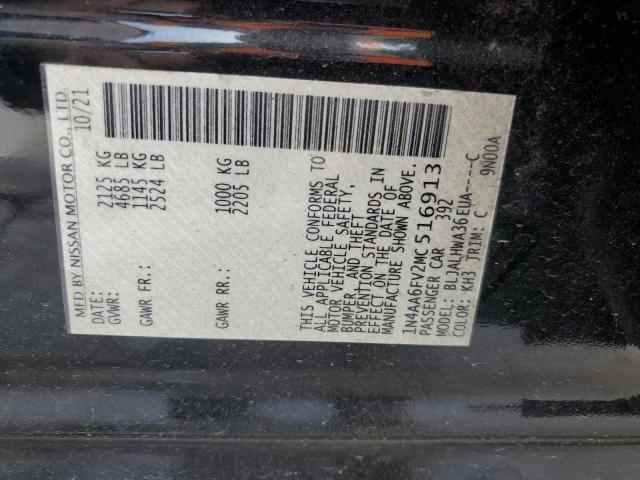 MFD BY NISSAN MOTOR CO., LTD.
DATE: 10/21
GVWR: 2125 KG
4685 LB
GAWR FR.: 1145 KG
2524 LB
GAWR RR.: 1000 KG
2205 LB
THIS VEHICLE CONFORMS TO
ALL APPLICABLE FEDERAL
MOTOR VEHICLE SAFETY,
BUMPER, AND THEFT
PREVENTION STANDARDS IN
EFFECT ON THE DATE OF
MANUFACTURE SHOWN ABOVE.
1N4AA6FV2MC516913
PASSENGER CAR 392
MODEL: BLJALHWA36EUA----C
COLOR: KH3 TRIM: C 9N00A